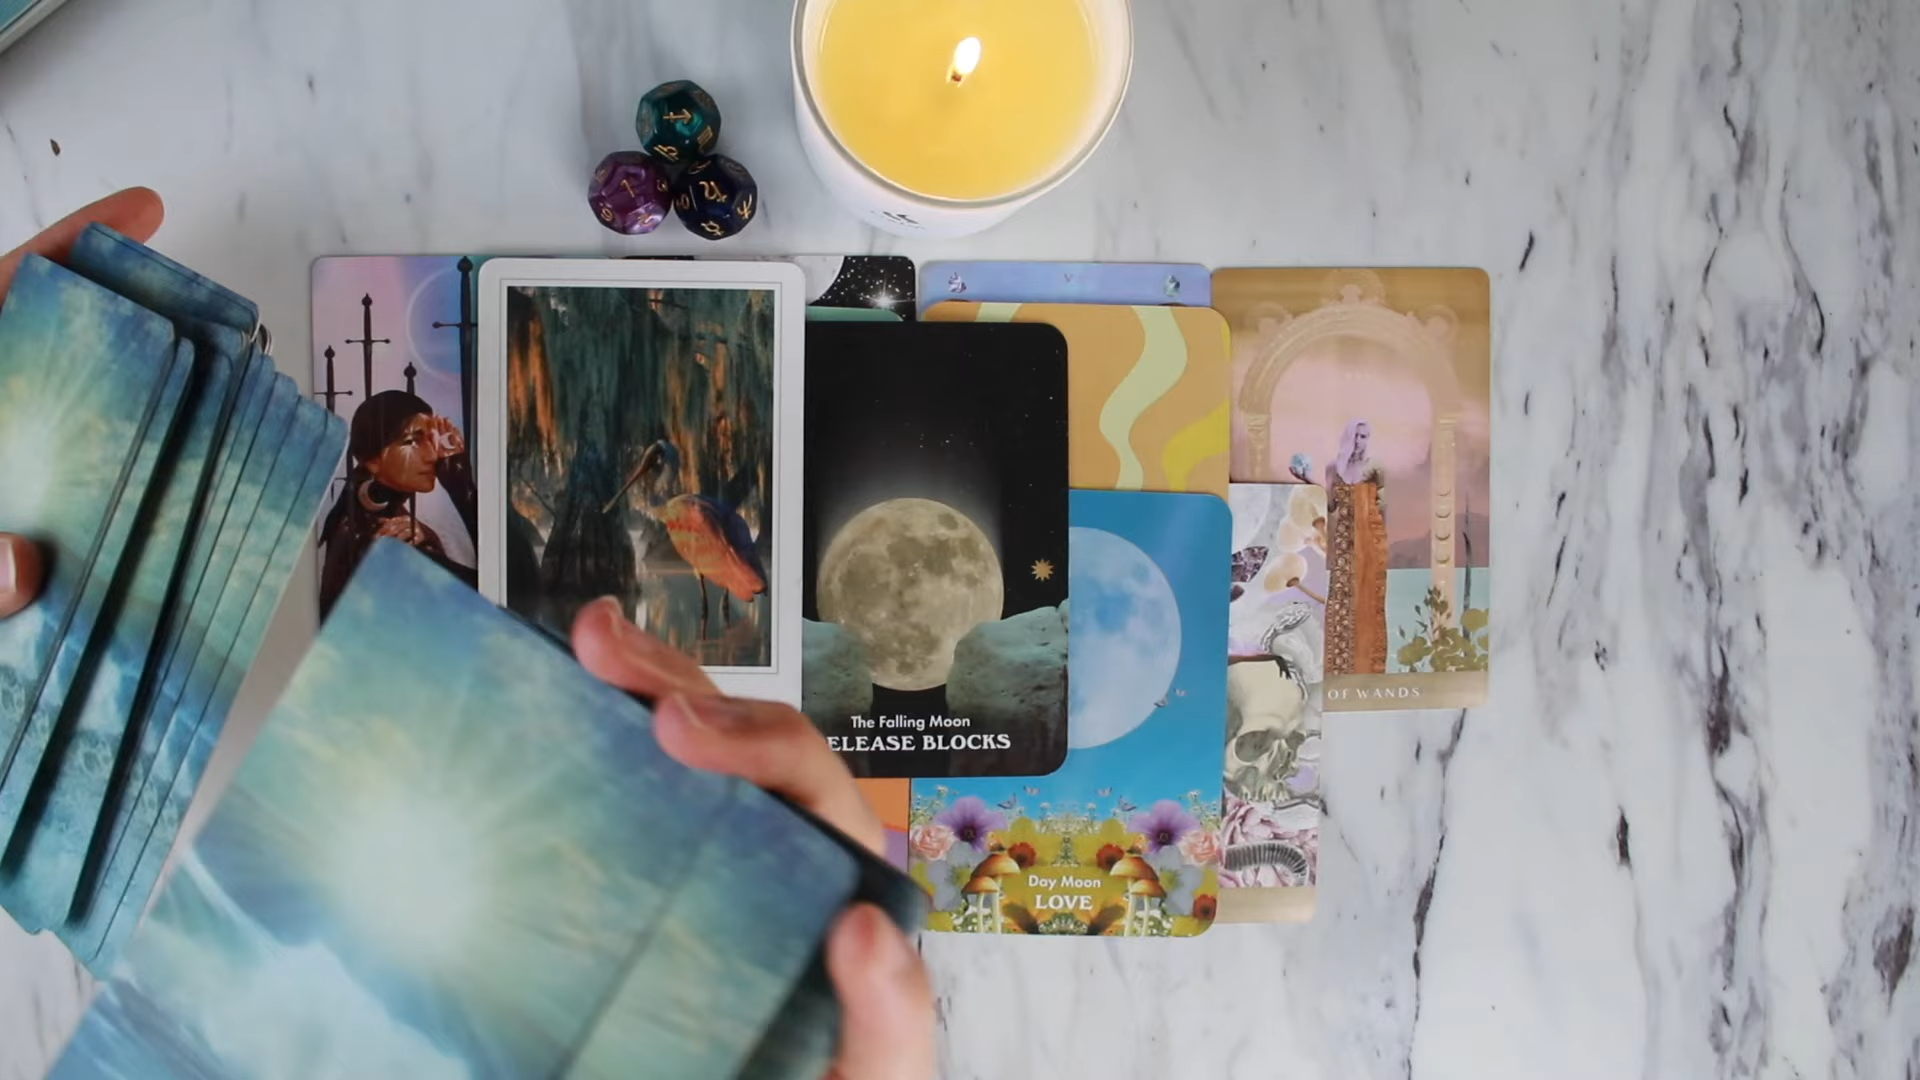 V
OF WANDS
The Falling Moon
ELEASE BLOCKS
Day Moon
LOVE